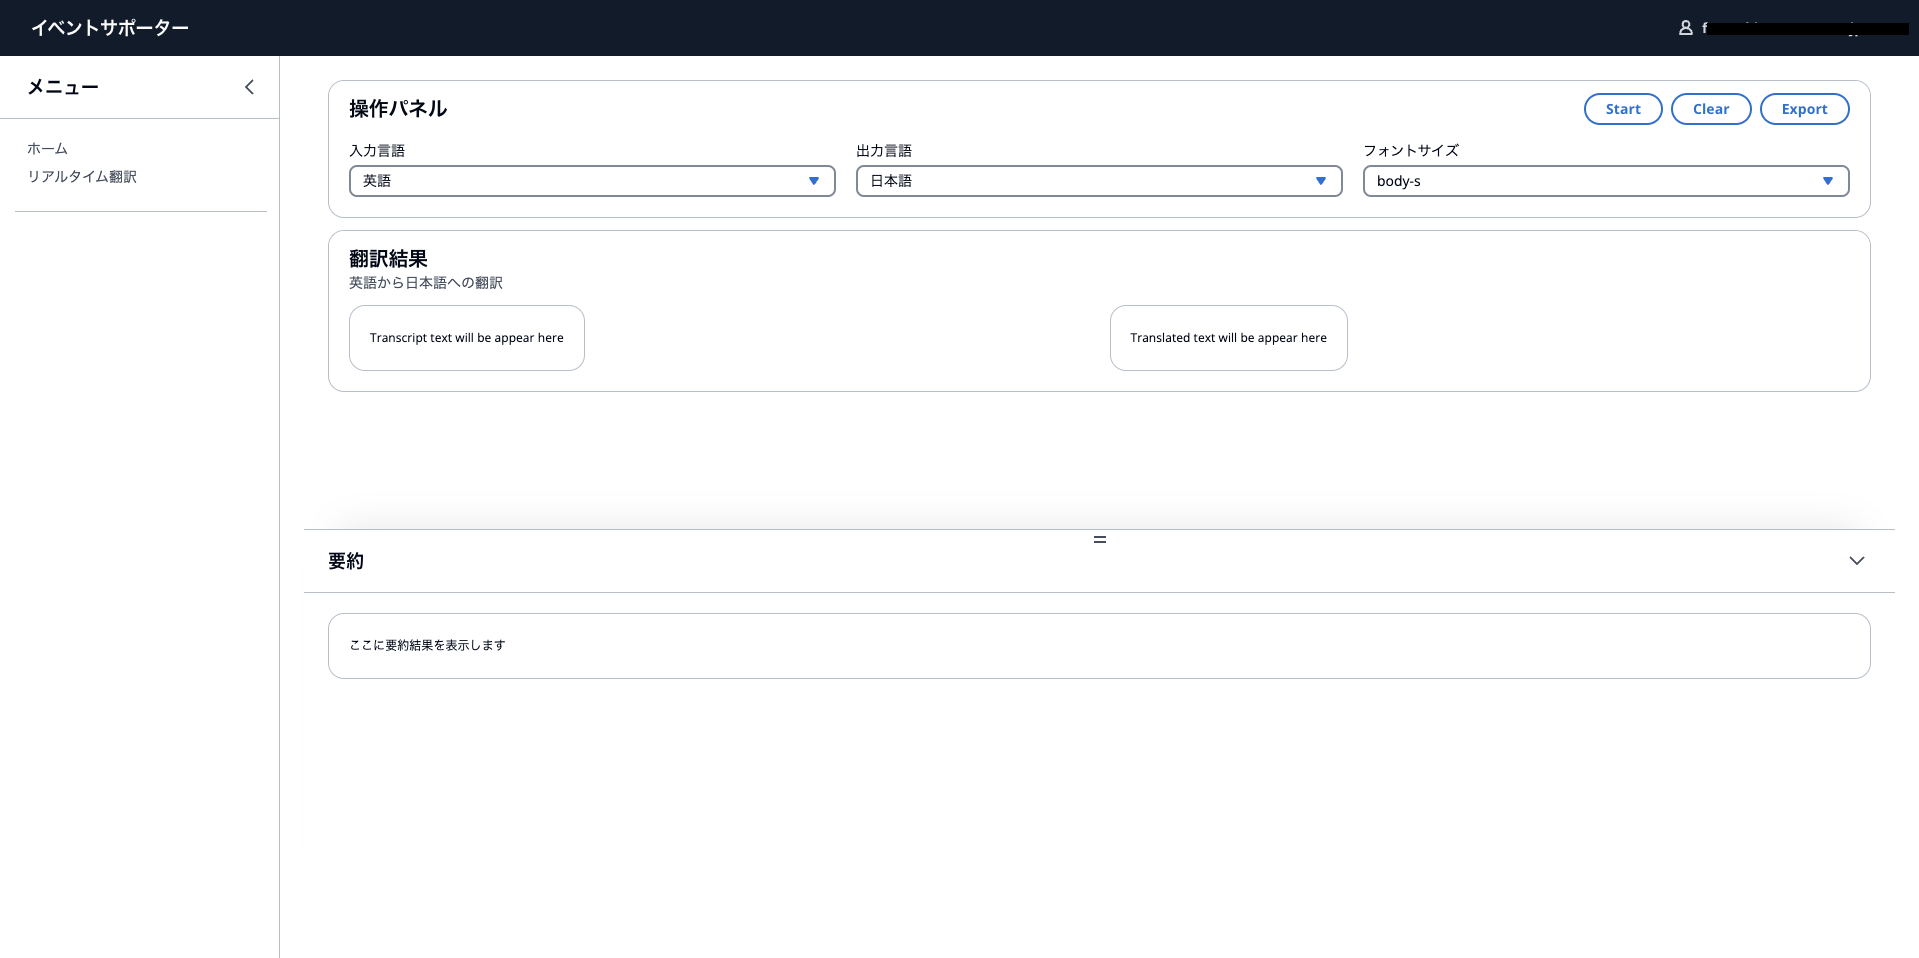 イベントサポーター
メニュー
ホーム
リアルタイム翻訳
操作パネル
Start
Clear
Export
入力言語
出力言語
フォントサイズ
英語
日本語
body-s
翻訳結果
英語から日本語への翻訳
Transcript text will be appear here
Translated text will be appear here
要約
ここに要約結果を表示します